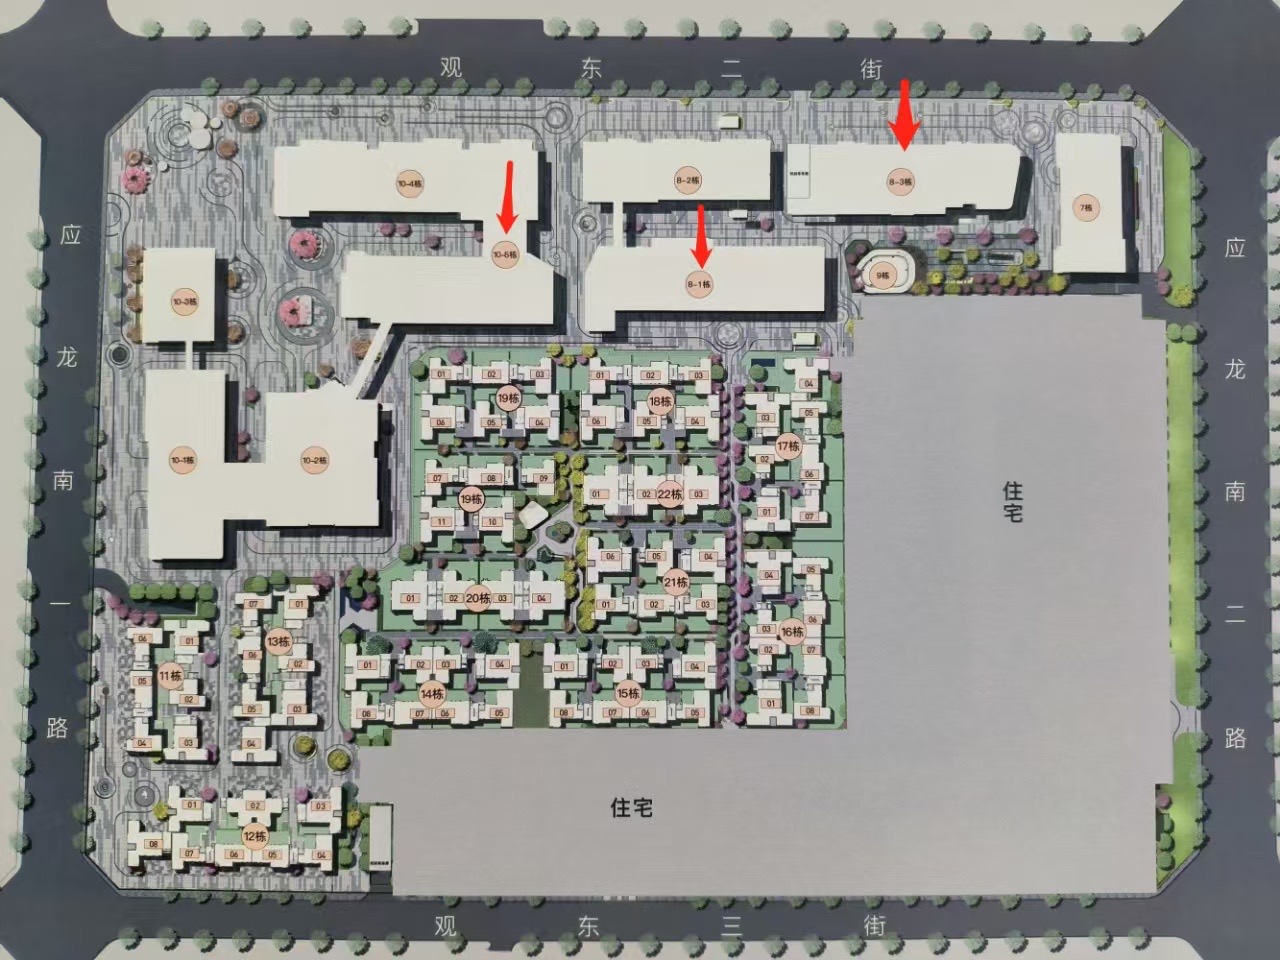 观 东 二 街
应 龙 南 一 路
应 龙 南 二 路
10-4栋
8-2栋
8-3栋
7栋
10-5栋
8-1栋
9栋
10-3栋
10-1栋
10-2栋
01 02 03
19栋
06 05 04
01 02 03
18栋
06 05 04
04
03 05
17栋
02 06
01 07
07 08 09
19栋
11 10
01 02 22栋 03
06 05 04
21栋
01 02 03
01 02 20栋 03 04
04 05
03 16栋 06
02 07
01 08
07 01
13栋
06 02
05 03
04
06 01
11栋
05 02
04 03
01 02 03 04
14栋
08 07 06 05
01 02 03 04
15栋
08 07 06 05
01 02 03
12栋
08 07 06 05 04
住宅
住宅
观 东 三 街